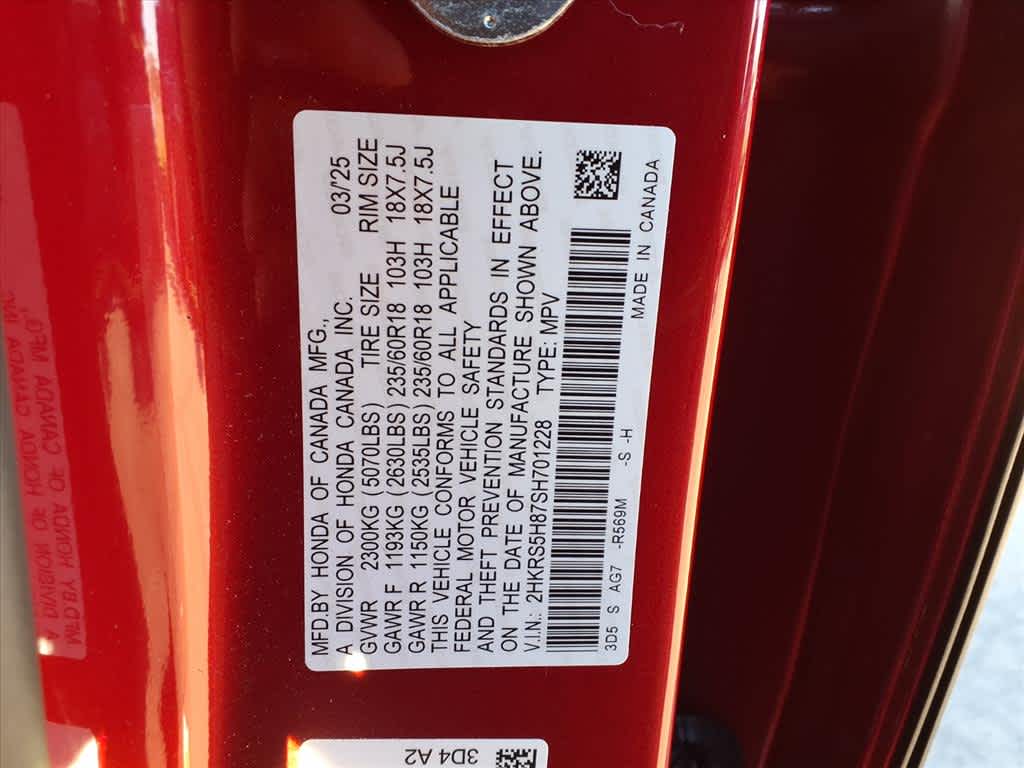 MFD.BY HONDA OF CANADA MFG.,
A DIVISION OF HONDA CANADA INC. 03/'25
GVWR 2300KG (5070LBS) TIRE SIZE RIM SIZE
GAWR F 1193KG (2630LBS) 235/60R18 103H 18X7.5J
GAWR R 1150KG (2535LBS) 235/60R18 103H 18X7.5J
THIS VEHICLE CONFORMS TO ALL APPLICABLE
FEDERAL MOTOR VEHICLE SAFETY
AND THEFT PREVENTION STANDARDS IN EFFECT
ON THE DATE OF MANUFACTURE SHOWN ABOVE.
V.I.N.: 2HKRS5H87SH701228 TYPE: MPV
3D5 S AG7 -R569M -S -H MADE IN CANADA
3D4 A2